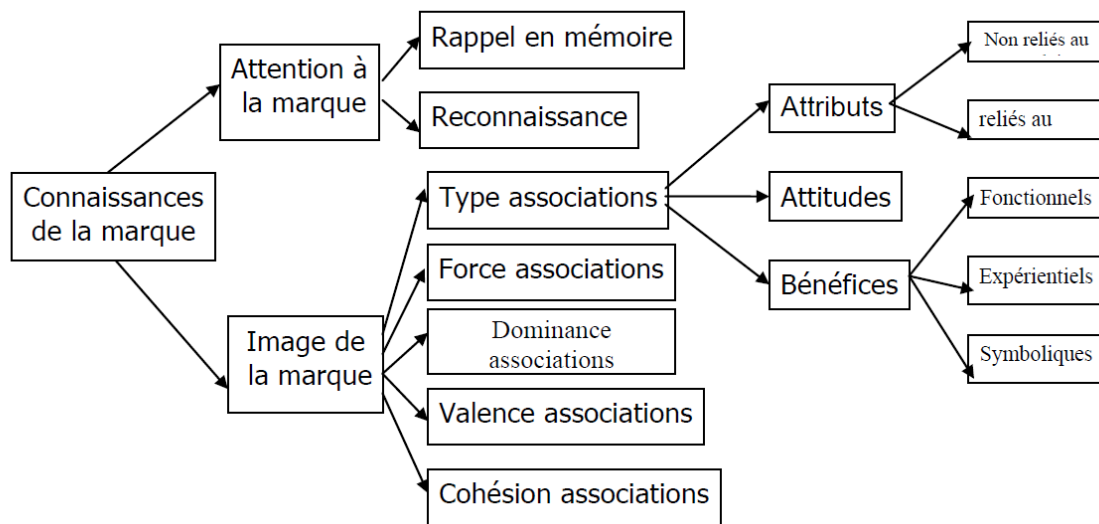 Connaissances
de la marque
Attention à
la marque
Rappel en mémoire
Reconnaissance
Image de
la marque
Type associations
Force associations
Dominance
associations
Valence associations
Cohésion associations
Attributs
Attitudes
Bénéfices
Non reliés au
reliés au
Fonctionnels
Expérientiels
Symboliques